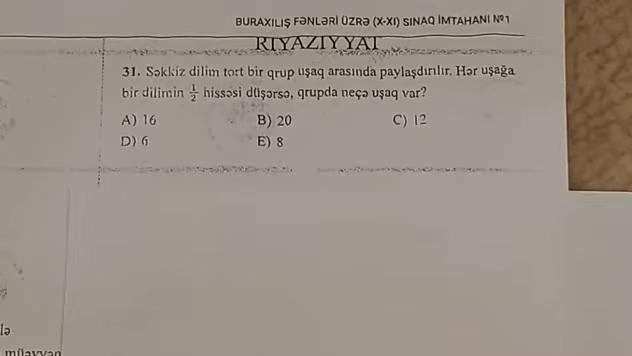 BURAXILIŞ FƏNLƏRİ ÜZRƏ (X-XI) SINAQ İMTAHANI №1
RİYAZİYYAT
31. Səkkiz dilim tort bir qrup uşaq arasında paylaşdırılır. Hər uşağa
bir dilimin 1/2 hissəsi düşərsə, qrupda neçə uşaq var?
A) 16 B) 20 C) 12
D) 6 E) 8
lə
müəyyən